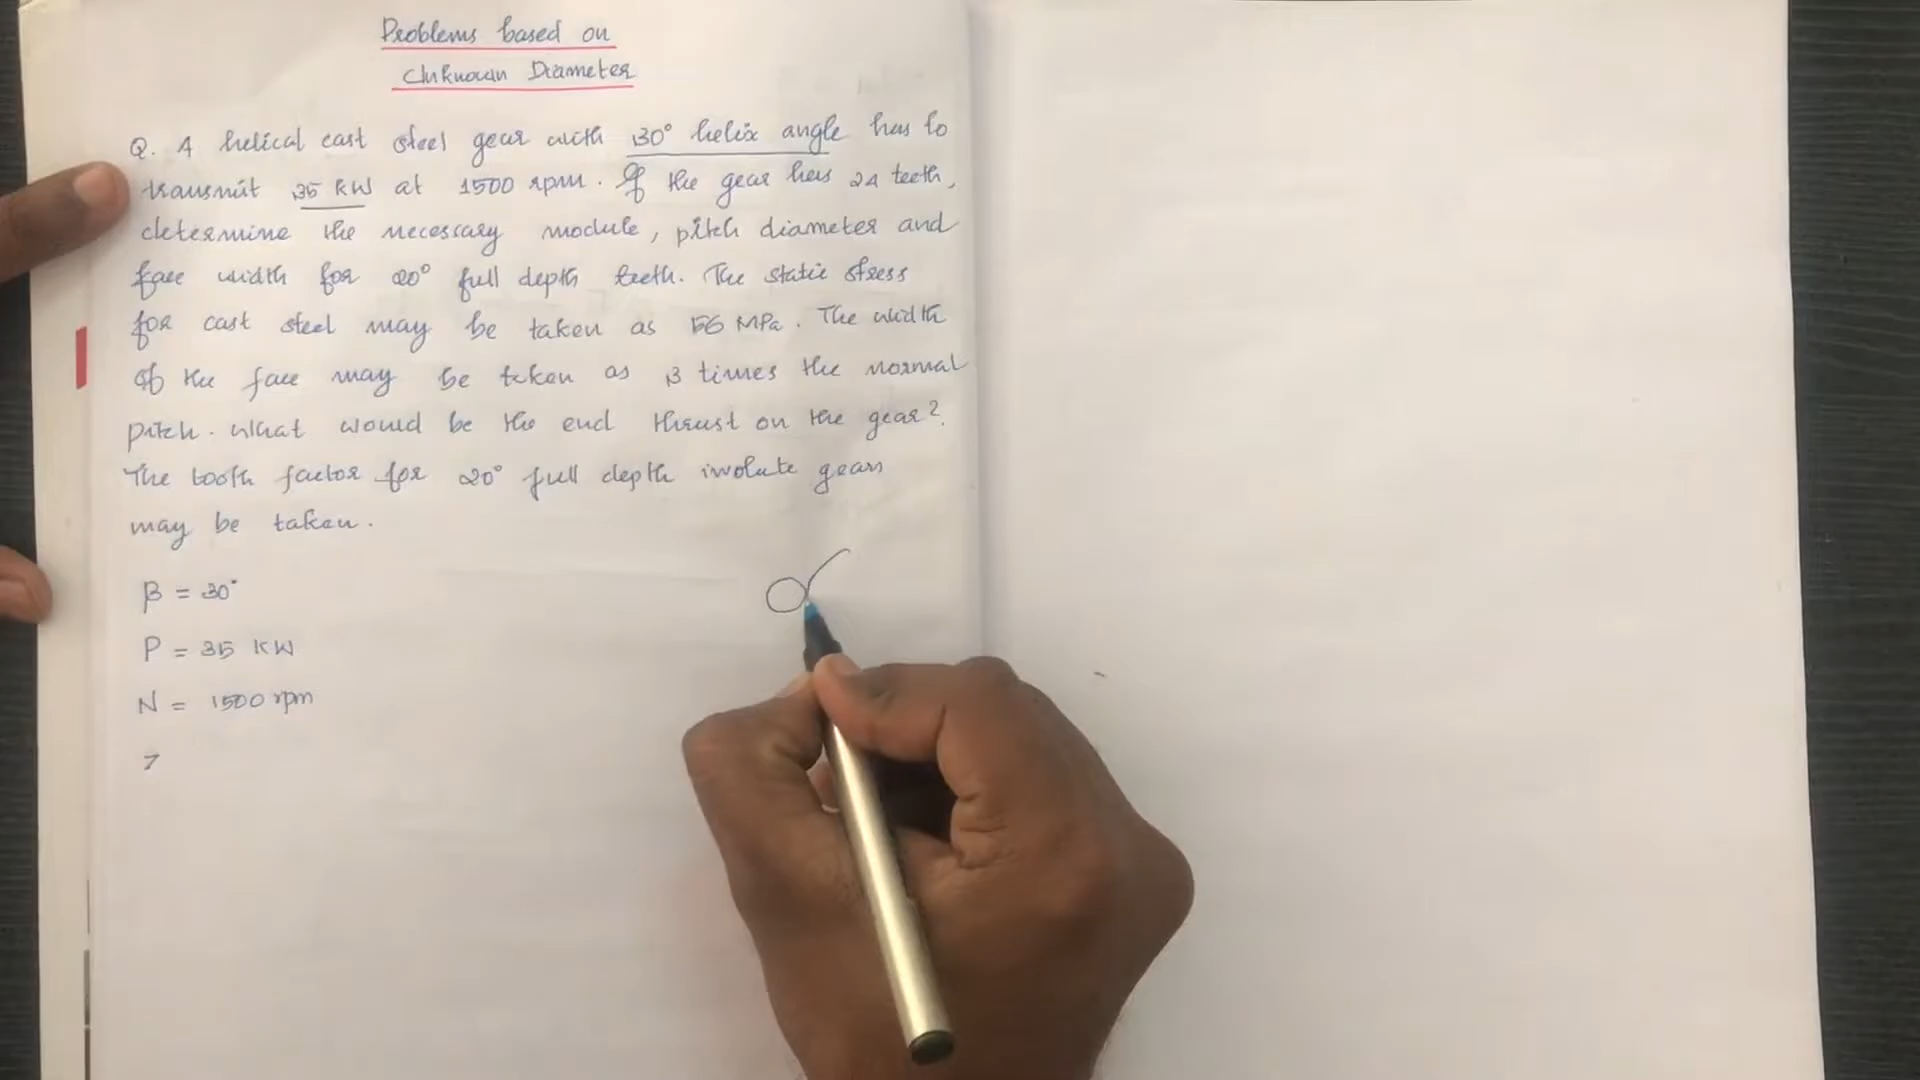 Problems based on
Unknown Diameter
Q. A helical cast steel gear with 30° helix angle has to
transmit 35 KW at 1500 rpm. If the gear has 24 teeth,
determine the necessary module, pitch diameter and
face width for 20° full depth teeth. The static stress
for cast steel may be taken as 56 MPa. The width
of the face may be taken as 3 times the normal
pitch. What would be the end thrust on the gear?
The tooth factor for 20° full depth involute gears
may be taken.
β = 30°
P = 35 KW
N = 1500 rpm
Z